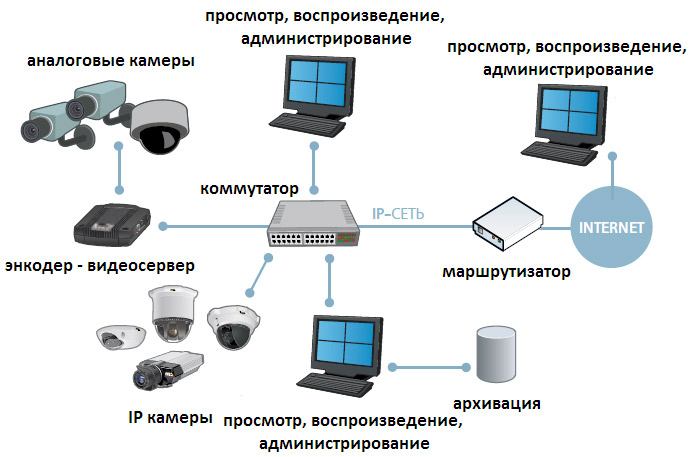 просмотр, воспроизведение,
администрирование
просмотр, воспроизведение,
администрирование
аналоговые камеры
коммутатор
IP-СЕТЬ
INTERNET
энкодер - видеосервер
маршрутизатор
IP камеры
просмотр, воспроизведение,
администрирование
архивация